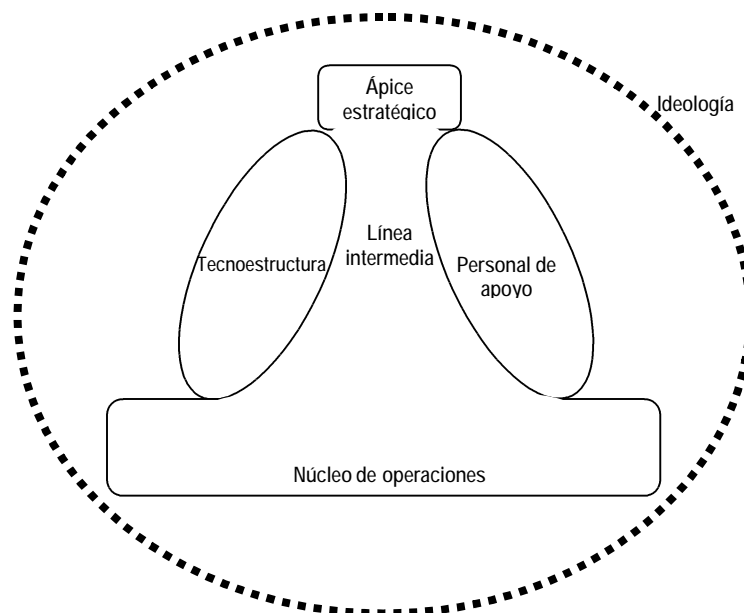 Ápice
estratégico
Ideología
Línea
intermedia
Tecnoestructura
Personal de
apoyo
Núcleo de operaciones